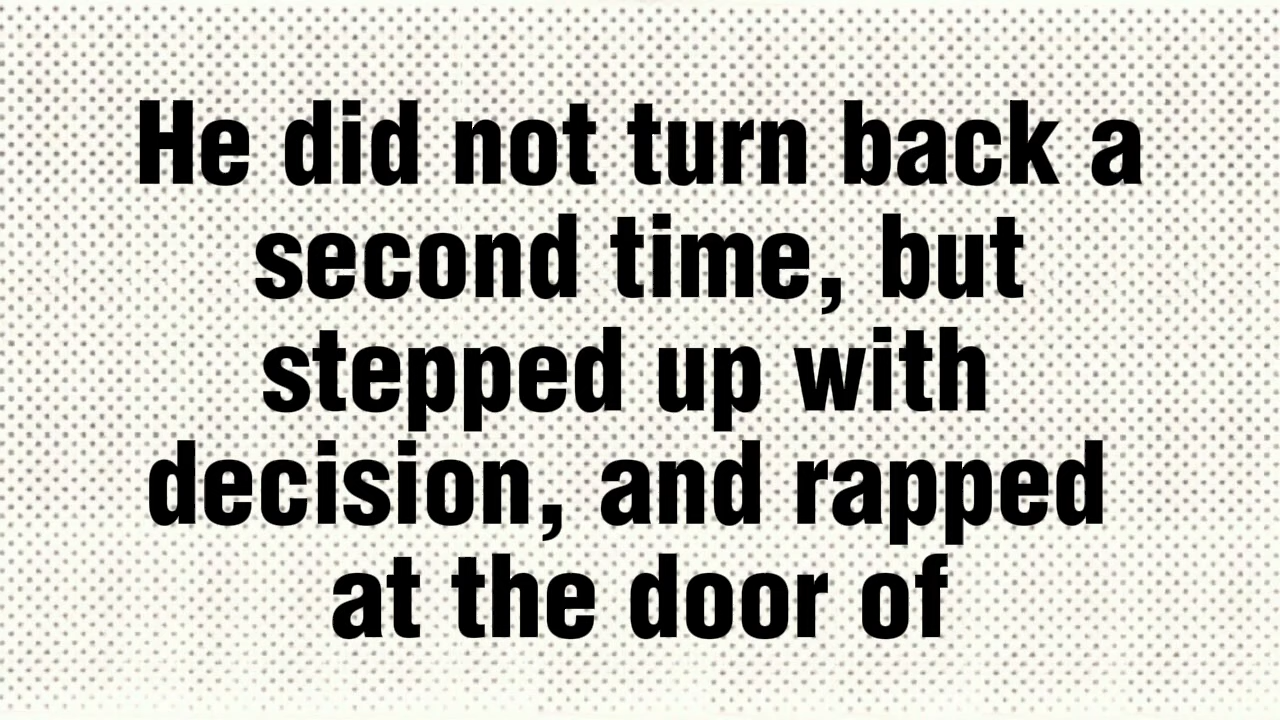 He did not turn back a
second time, but
stepped up with
decision, and rapped
at the door of